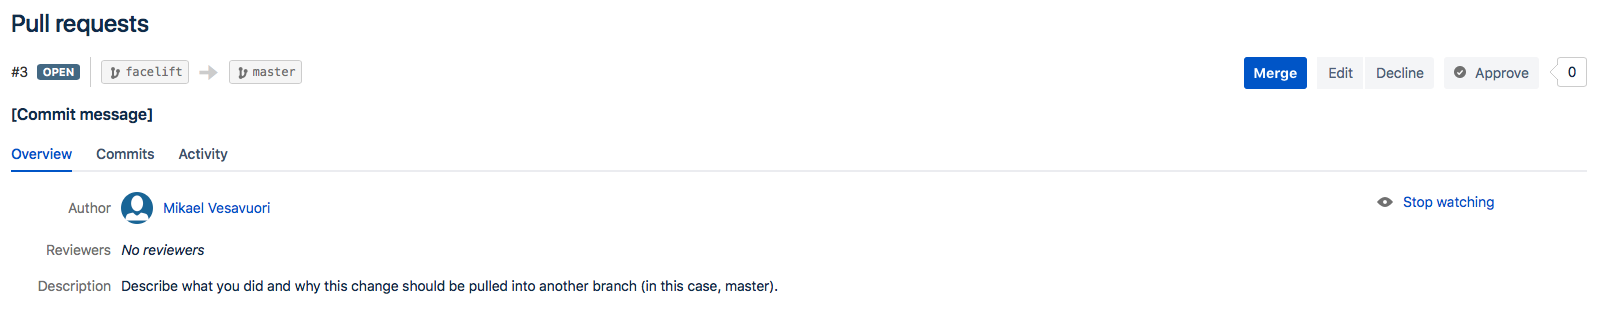 Pull requests
#3 OPEN facelift master Merge Edit Decline Approve 0
[Commit message]
Overview Commits Activity
Author Mikael Vesavuori Stop watching
Reviewers No reviewers
Description Describe what you did and why this change should be pulled into another branch (in this case, master).